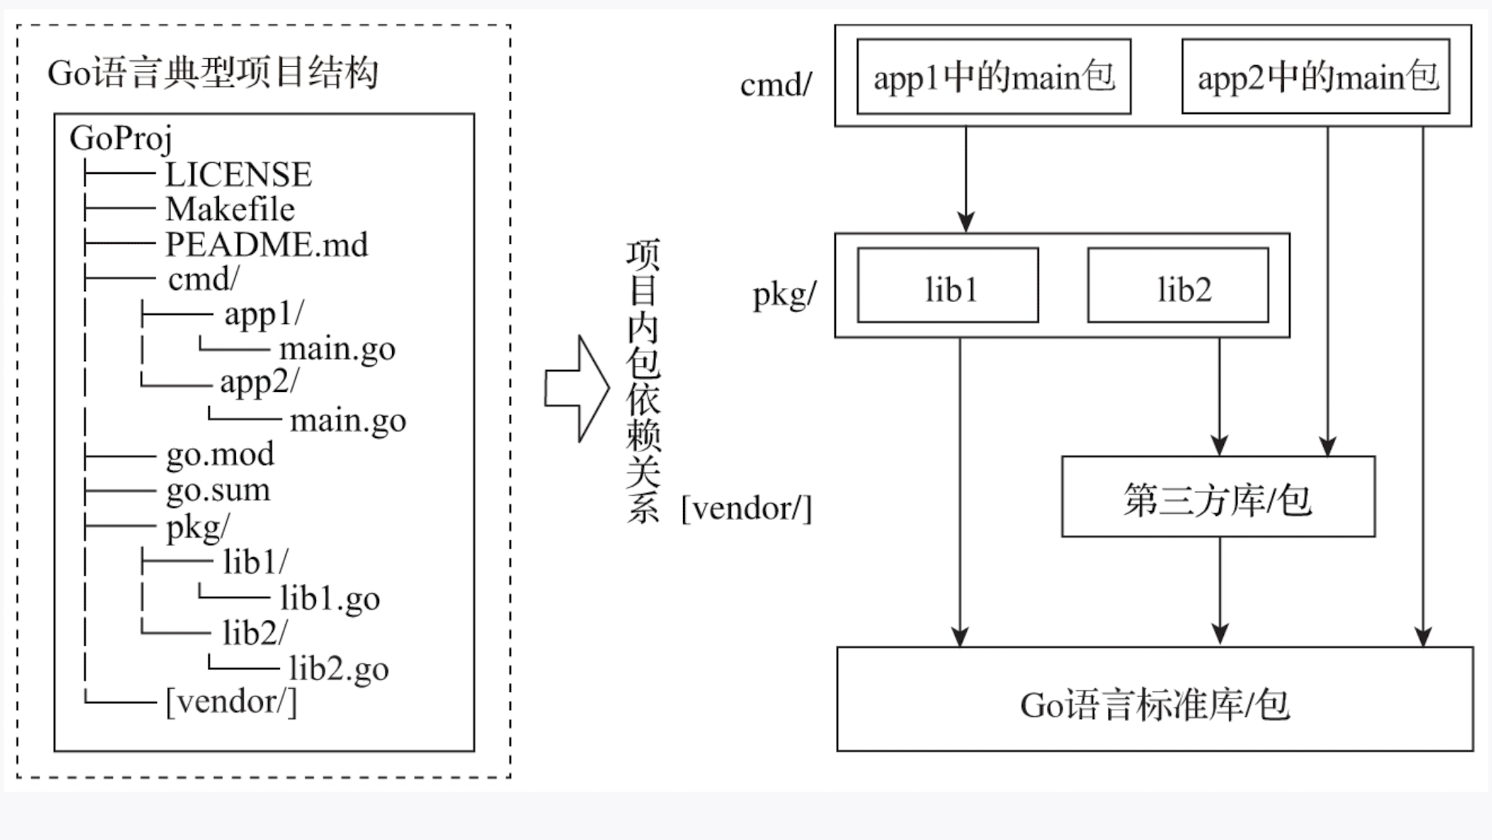 Go语言典型项目结构
GoProj
LICENSE
Makefile
PEADME.md
cmd/
app1/
main.go
app2/
main.go
go.mod
go.sum
pkg/
lib1/
lib1.go
lib2/
lib2.go
[vendor/]
项目内包依赖关系
cmd/
app1中的main包
app2中的main包
pkg/
lib1
lib2
[vendor/]
第三方库/包
Go语言标准库/包